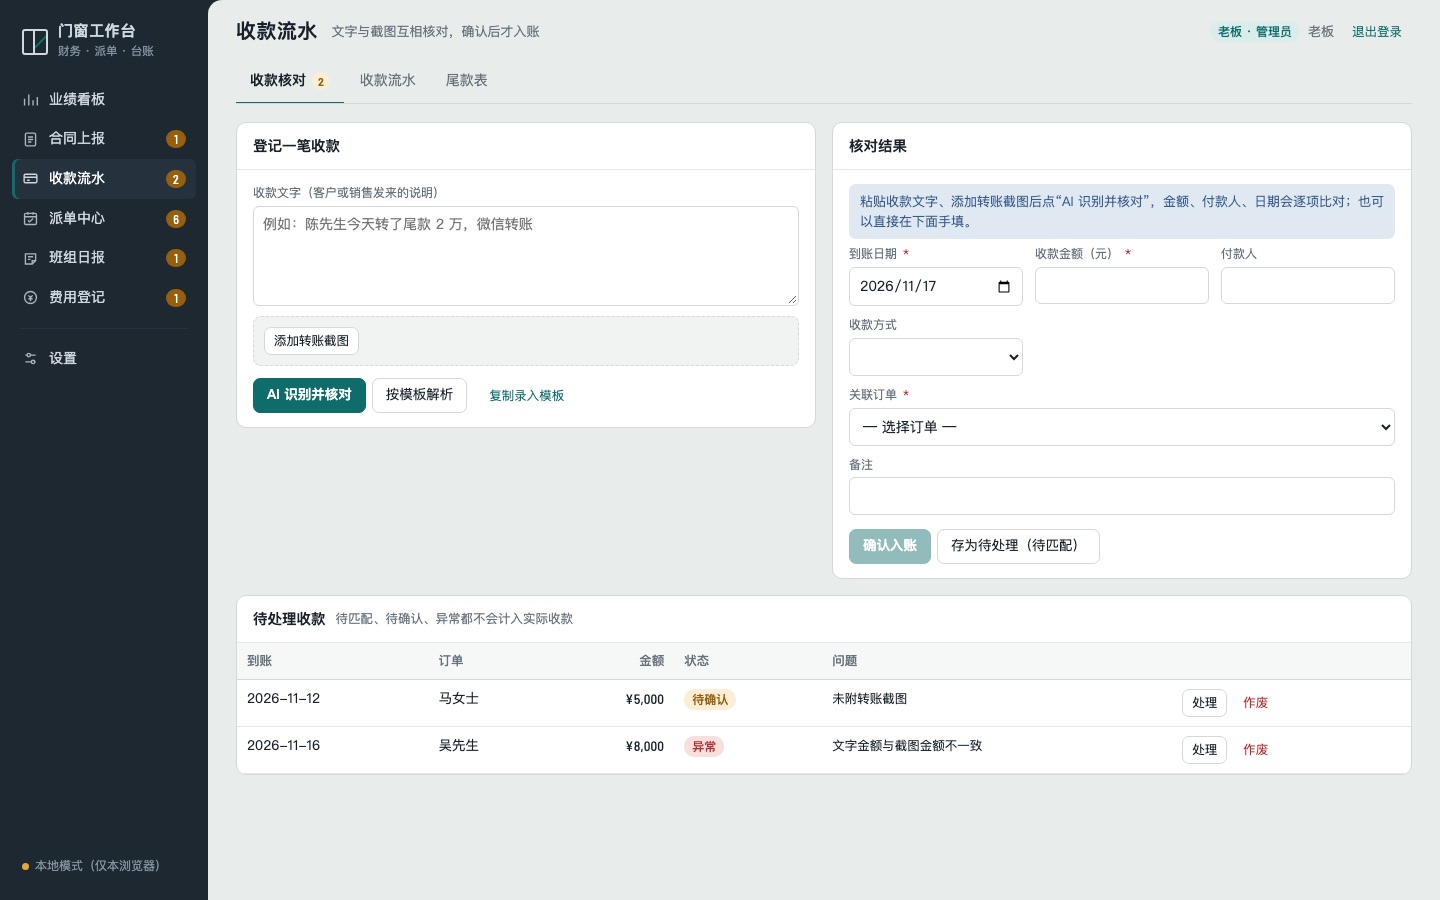 门窗工作台
财务 · 派单 · 台账
业绩看板
合同上报 1
收款流水 2
派单中心 6
班组日报 1
费用登记 1
设置
本地模式（仅本浏览器）
收款流水 文字与截图互相核对，确认后才入账
老板 · 管理员 老板 退出登录
收款核对 2 收款流水 尾款表
登记一笔收款
收款文字（客户或销售发来的说明）
例如：陈先生今天转了尾款 2 万，微信转账
添加转账截图
AI 识别并核对 按模板解析 复制录入模板
核对结果
粘贴收款文字、添加转账截图后点“AI 识别并核对”，金额、付款人、日期会逐项比对；也可
以直接在下面手填。
到账日期 * 收款金额（元） * 付款人
2026/11/17
收款方式
关联订单 *
— 选择订单 —
备注
确认入账 存为待处理（待匹配）
待处理收款 待匹配、待确认、异常都不会计入实际收款
到账 订单 金额 状态 问题
2026-11-12 马女士 ¥5,000 待确认 未附转账截图 处理 作废
2026-11-16 吴先生 ¥8,000 异常 文字金额与截图金额不一致 处理 作废